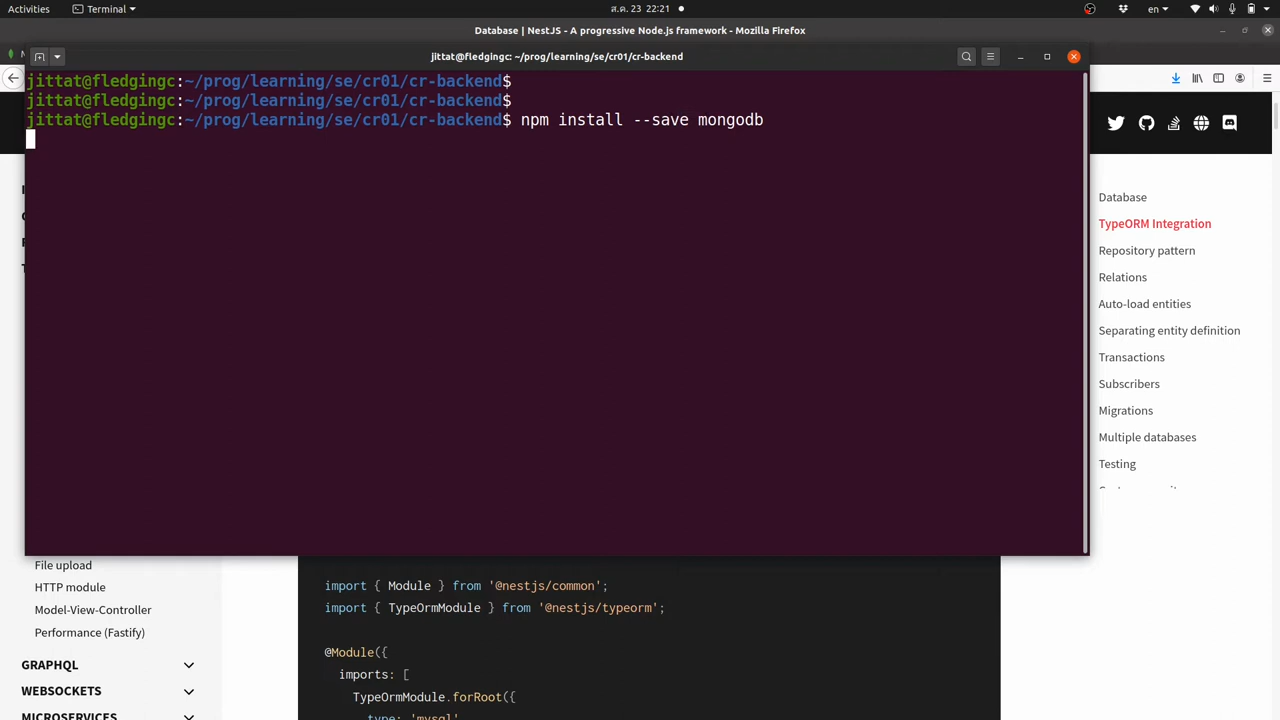 Activities
Terminal
ส.ค. 23 22:21
en
Database | NestJS - A progressive Node.js framework - Mozilla Firefox
jittat@fledgingc: ~/prog/learning/se/cr01/cr-backend
jittat@fledgingc:~/prog/learning/se/cr01/cr-backend$
jittat@fledgingc:~/prog/learning/se/cr01/cr-backend$
jittat@fledgingc:~/prog/learning/se/cr01/cr-backend$ npm install --save mongodb
Database
TypeORM Integration
Repository pattern
Relations
Auto-load entities
Separating entity definition
Transactions
Subscribers
Migrations
Multiple databases
Testing
File upload
HTTP module
Model-View-Controller
Performance (Fastify)
GRAPHQL
WEBSOCKETS
MICROSERVICES
import { Module } from '@nestjs/common';
import { TypeOrmModule } from '@nestjs/typeorm';
@Module({
imports: [
TypeOrmModule.forRoot({
type: 'mysql',